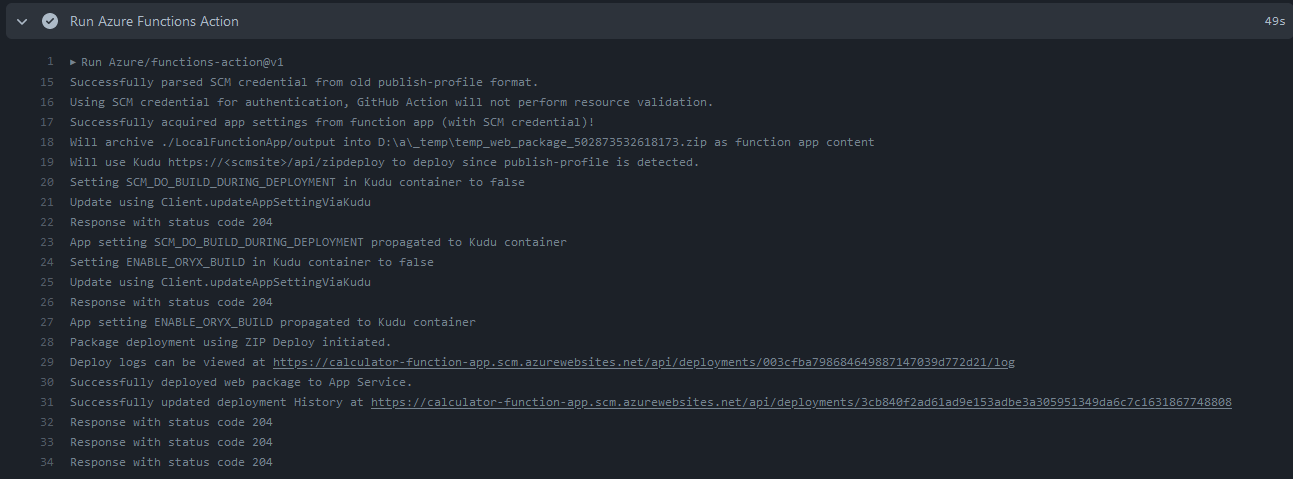 Run Azure Functions Action 49s
1 ▸ Run Azure/functions-action@v1
15 Successfully parsed SCM credential from old publish-profile format.
16 Using SCM credential for authentication, GitHub Action will not perform resource validation.
17 Successfully acquired app settings from function app (with SCM credential)!
18 Will archive ./LocalFunctionApp/output into D:\a\_temp\temp_web_package_502873532618173.zip as function app content
19 Will use Kudu https://<scmsite>/api/zipdeploy to deploy since publish-profile is detected.
20 Setting SCM_DO_BUILD_DURING_DEPLOYMENT in Kudu container to false
21 Update using Client.updateAppSettingViaKudu
22 Response with status code 204
23 App setting SCM_DO_BUILD_DURING_DEPLOYMENT propagated to Kudu container
24 Setting ENABLE_ORYX_BUILD in Kudu container to false
25 Update using Client.updateAppSettingViaKudu
26 Response with status code 204
27 App setting ENABLE_ORYX_BUILD propagated to Kudu container
28 Package deployment using ZIP Deploy initiated.
29 Deploy logs can be viewed at https://calculator-function-app.scm.azurewebsites.net/api/deployments/003cfba798684649887147039d772d21/log
30 Successfully deployed web package to App Service.
31 Successfully updated deployment History at https://calculator-function-app.scm.azurewebsites.net/api/deployments/3cb840f2ad61ad9e153adbe3a305951349da6c7c1631867748808
32 Response with status code 204
33 Response with status code 204
34 Response with status code 204